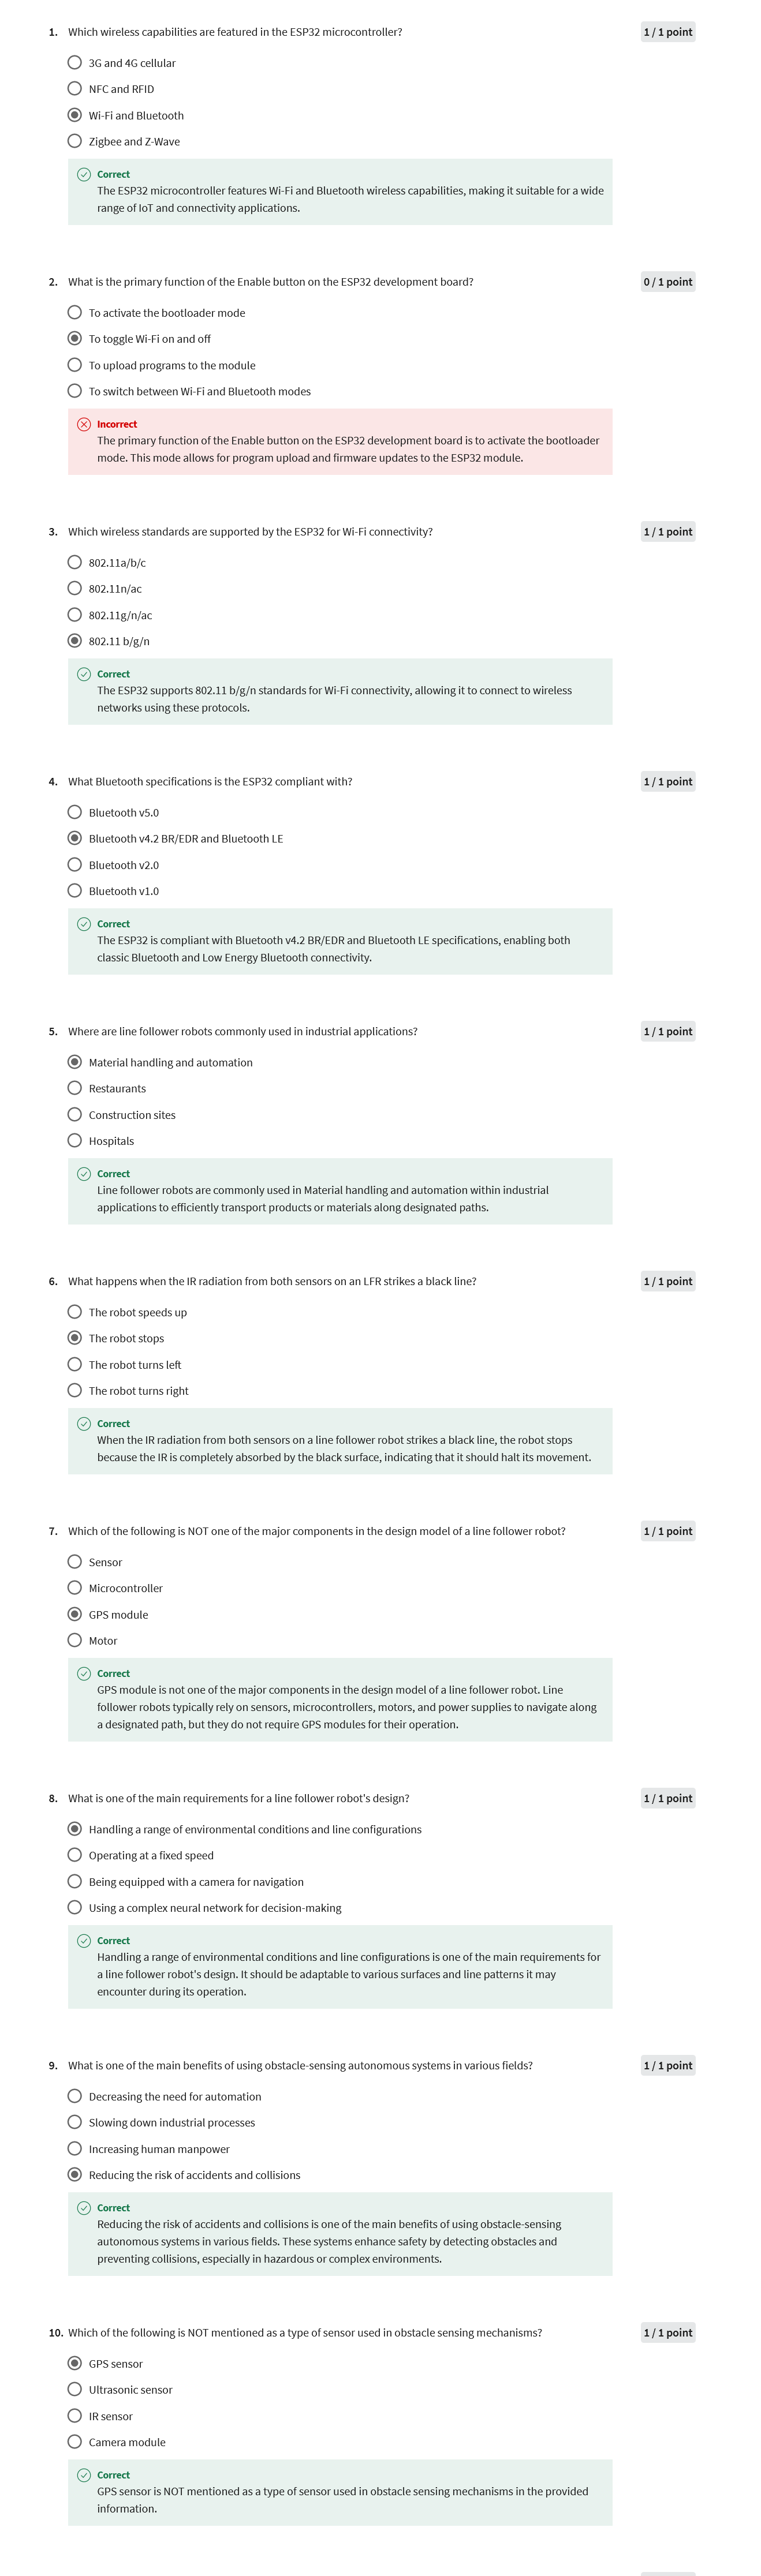 1. Which wireless capabilities are featured in the ESP32 microcontroller? 1 / 1 point
3G and 4G cellular
NFC and RFID
Wi-Fi and Bluetooth
Zigbee and Z-Wave
Correct
The ESP32 microcontroller features Wi-Fi and Bluetooth wireless capabilities, making it suitable for a wide
range of IoT and connectivity applications.
2. What is the primary function of the Enable button on the ESP32 development board? 0 / 1 point
To activate the bootloader mode
To toggle Wi-Fi on and off
To upload programs to the module
To switch between Wi-Fi and Bluetooth modes
Incorrect
The primary function of the Enable button on the ESP32 development board is to activate the bootloader
mode. This mode allows for program upload and firmware updates to the ESP32 module.
3. Which wireless standards are supported by the ESP32 for Wi-Fi connectivity? 1 / 1 point
802.11a/b/c
802.11n/ac
802.11g/n/ac
802.11 b/g/n
Correct
The ESP32 supports 802.11 b/g/n standards for Wi-Fi connectivity, allowing it to connect to wireless
networks using these protocols.
4. What Bluetooth specifications is the ESP32 compliant with? 1 / 1 point
Bluetooth v5.0
Bluetooth v4.2 BR/EDR and Bluetooth LE
Bluetooth v2.0
Bluetooth v1.0
Correct
The ESP32 is compliant with Bluetooth v4.2 BR/EDR and Bluetooth LE specifications, enabling both
classic Bluetooth and Low Energy Bluetooth connectivity.
5. Where are line follower robots commonly used in industrial applications? 1 / 1 point
Material handling and automation
Restaurants
Construction sites
Hospitals
Correct
Line follower robots are commonly used in Material handling and automation within industrial
applications to efficiently transport products or materials along designated paths.
6. What happens when the IR radiation from both sensors on an LFR strikes a black line? 1 / 1 point
The robot speeds up
The robot stops
The robot turns left
The robot turns right
Correct
When the IR radiation from both sensors on a line follower robot strikes a black line, the robot stops
because the IR is completely absorbed by the black surface, indicating that it should halt its movement.
7. Which of the following is NOT one of the major components in the design model of a line follower robot? 1 / 1 point
Sensor
Microcontroller
GPS module
Motor
Correct
GPS module is not one of the major components in the design model of a line follower robot. Line
follower robots typically rely on sensors, microcontrollers, motors, and power supplies to navigate along
a designated path, but they do not require GPS modules for their operation.
8. What is one of the main requirements for a line follower robot's design? 1 / 1 point
Handling a range of environmental conditions and line configurations
Operating at a fixed speed
Being equipped with a camera for navigation
Using a complex neural network for decision-making
Correct
Handling a range of environmental conditions and line configurations is one of the main requirements for
a line follower robot's design. It should be adaptable to various surfaces and line patterns it may
encounter during its operation.
9. What is one of the main benefits of using obstacle-sensing autonomous systems in various fields? 1 / 1 point
Decreasing the need for automation
Slowing down industrial processes
Increasing human manpower
Reducing the risk of accidents and collisions
Correct
Reducing the risk of accidents and collisions is one of the main benefits of using obstacle-sensing
autonomous systems in various fields. These systems enhance safety by detecting obstacles and
preventing collisions, especially in hazardous or complex environments.
10. Which of the following is NOT mentioned as a type of sensor used in obstacle sensing mechanisms? 1 / 1 point
GPS sensor
Ultrasonic sensor
IR sensor
Camera module
Correct
GPS sensor is NOT mentioned as a type of sensor used in obstacle sensing mechanisms in the provided
information.